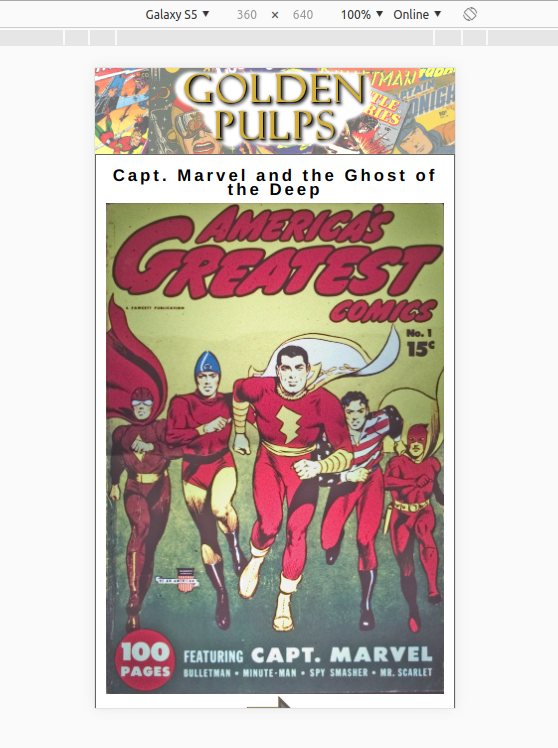 Galaxy S5 ▼ 360 × 640 100% ▼ Online ▼
GOLDEN
PULPS
Capt. Marvel and the Ghost of
the Deep
AMERICA'S
GREATEST
COMICS
A FAWCETT PUBLICATION
No. 1
15c
100
PAGES
FEATURING CAPT. MARVEL
BULLETMAN • MINUTE-MAN • SPY SMASHER • MR. SCARLET